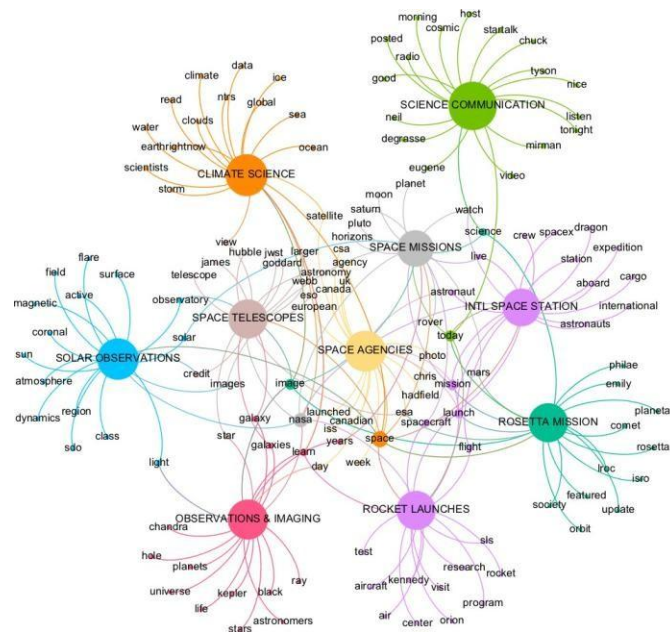 morning
host
cosmic
startalk
posted
chuck
radio
tyson
good
nice
SCIENCE COMMUNICATION
neil
listen
tonight
degrasse
mirman
eugene
video
data
climate
ice
ntrs
global
read
sea
clouds
water
earthrightnow
ocean
scientists
CLIMATE SCIENCE
storm
satellite
view
planet
moon
saturn
pluto
watch
horizons
science
SPACE MISSIONS
live
crew
spacex
dragon
station
expedition
aboard
cargo
INTL SPACE STATION
international
astronauts
hubble
jwst
larger
csa
james
goddard
agency
telescope
astronomy
webb
uk
canada
eso
european
astronaut
rover
today
SPACE TELESCOPES
SPACE AGENCIES
photo
observatory
solar
flare
field
surface
magnetic
active
coronal
sun
SOLAR OBSERVATIONS
atmosphere
region
dynamics
class
sdo
light
credit
images
image
chris
mars
mission
hadfield
galaxy
nasa
launched
canadian
esa
launch
spacecraft
star
iss
years
space
galaxies
learn
flight
day
week
philae
emily
planeta
comet
ROSETTA MISSION
rosetta
lroc
isro
featured
society
update
orbit
OBSERVATIONS & IMAGING
chandra
hole
planets
ray
universe
kepler
black
life
astronomers
stars
ROCKET LAUNCHES
test
sls
research
rocket
aircraft
kennedy
visit
program
air
center
orion